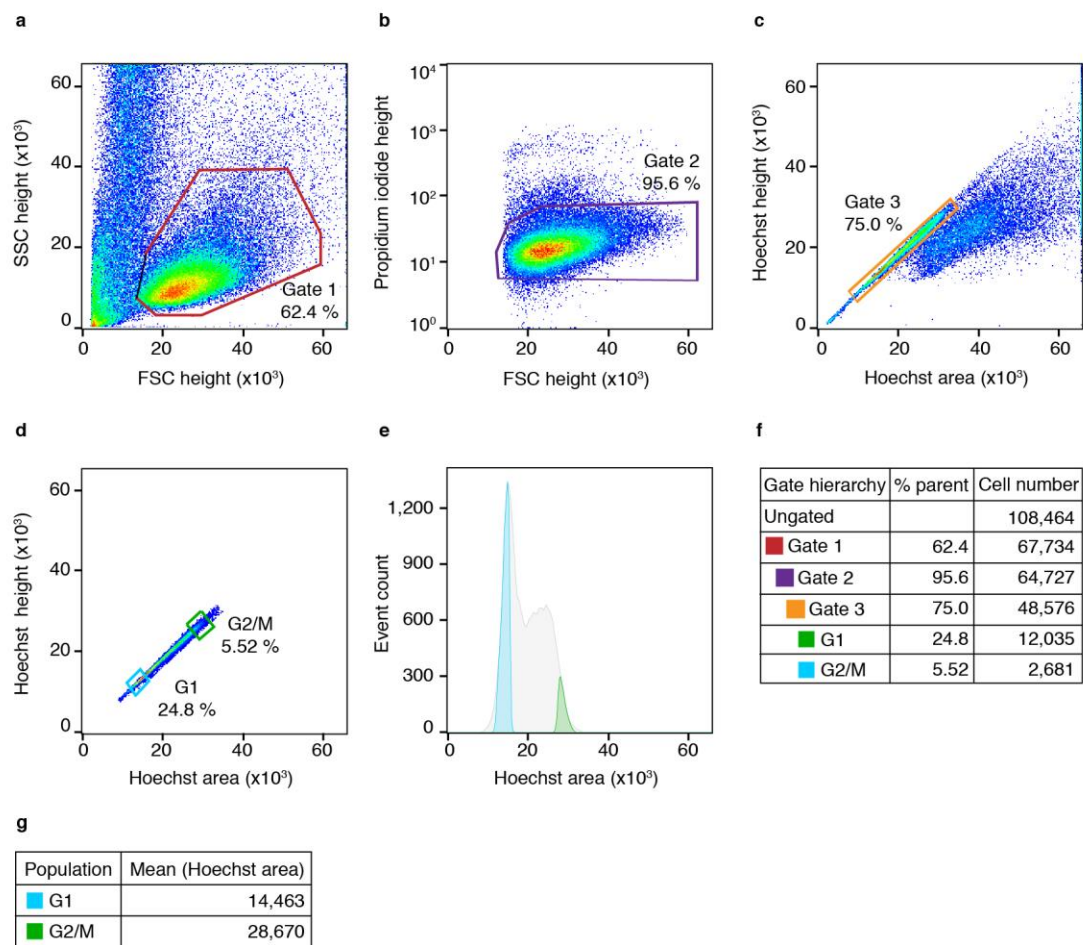 a
60
40
20
0
0 20 40 60
SSC height (x10³)
FSC height (x10³)
Gate 1
62.4 %
b
10⁴
10³
10²
10¹
10⁰
0 20 40 60
Propidium iodide height
FSC height (x10³)
Gate 2
95.6 %
c
60
40
20
0
0 20 40 60
Hoechst height (x10³)
Hoechst area (x10³)
Gate 3
75.0 %
d
60
40
20
0
0 20 40 60
Hoechst height (x10³)
Hoechst area (x10³)
G2/M
5.52 %
G1
24.8 %
e
1,200
900
600
300
0
0 20 40 60
Event count
Hoechst area (x10³)
f
Gate hierarchy % parent Cell number
Ungated 108,464
Gate 1 62.4 67,734
Gate 2 95.6 64,727
Gate 3 75.0 48,576
G1 24.8 12,035
G2/M 5.52 2,681
g
Population Mean (Hoechst area)
G1 14,463
G2/M 28,670